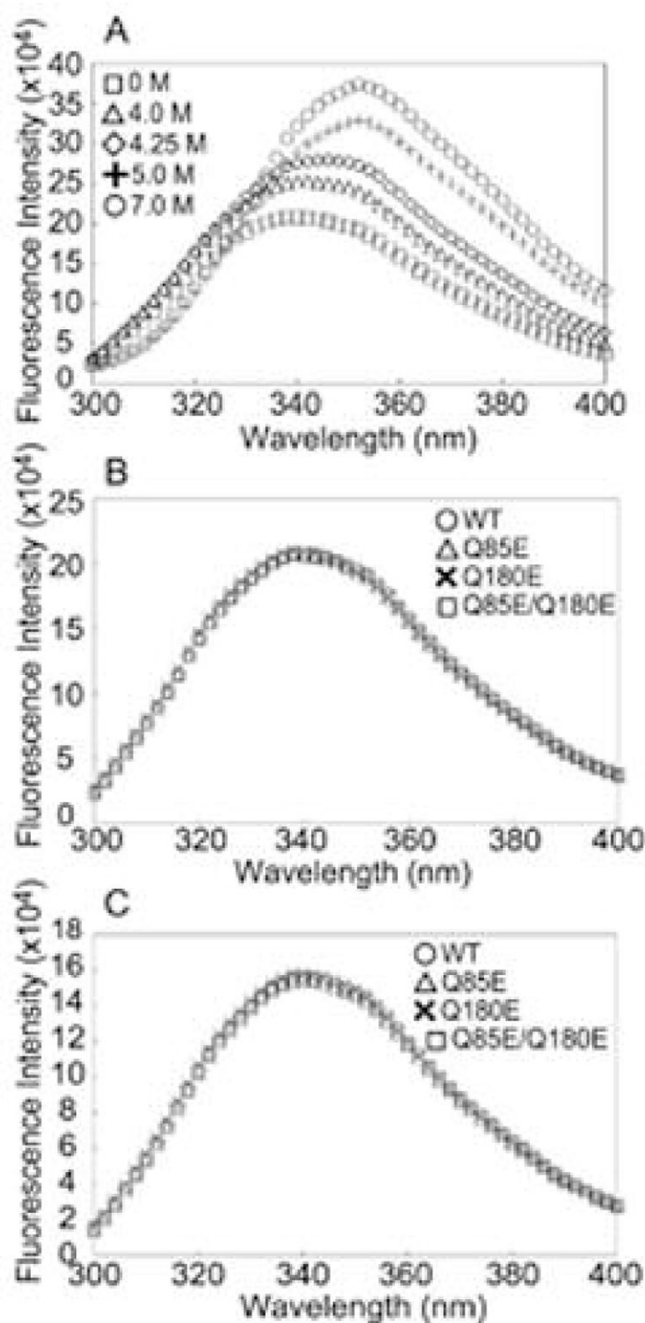 A
Fluorescence Intensity (x10⁴)
40
35
30
25
20
15
10
5
0
□ 0 M
△ 4.0 M
◇ 4.25 M
+ 5.0 M
○ 7.0 M
300 320 340 360 380 400
Wavelength (nm)
B
Fluorescence Intensity (x10⁴)
25
20
15
10
5
0
○ WT
△ Q85E
× Q180E
□ Q85E/Q180E
300 320 340 360 380 400
Wavelength (nm)
C
Fluorescence Intensity (x10⁴)
18
16
14
12
10
8
6
4
2
0
○ WT
△ Q85E
× Q180E
□ Q85E/Q180E
300 320 340 360 380 400
Wavelength (nm)